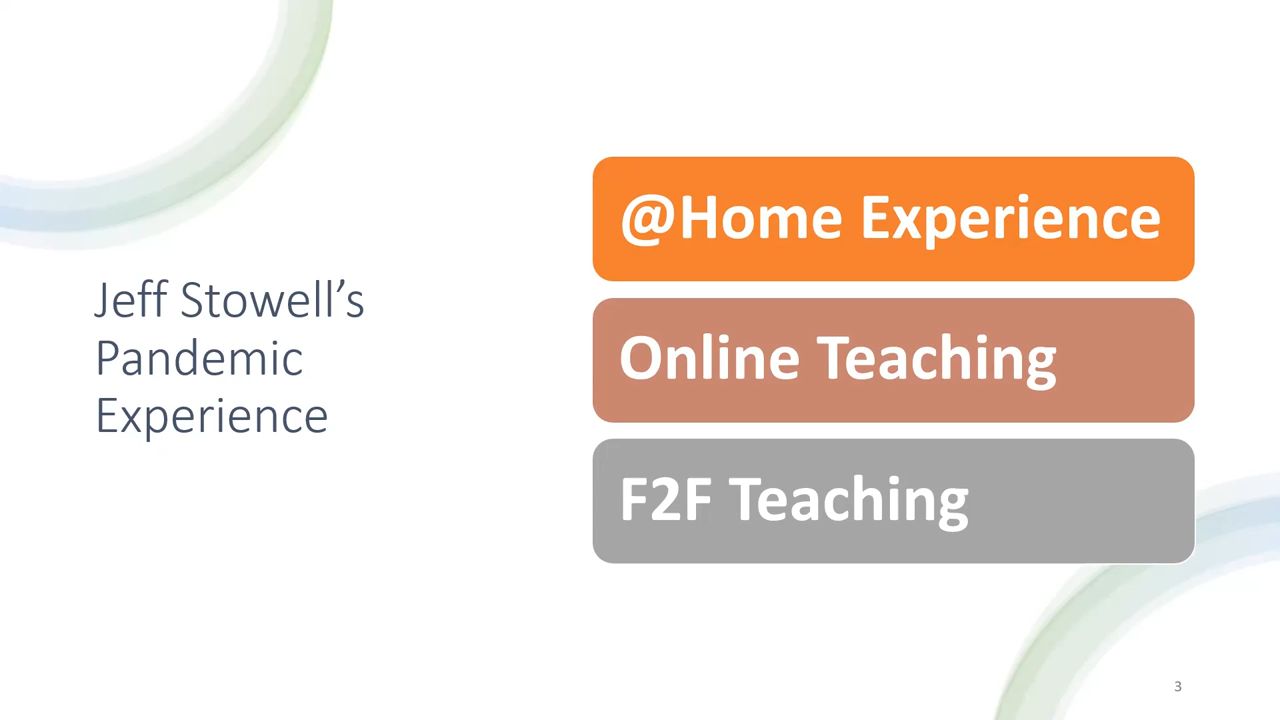 Jeff Stowell’s
Pandemic
Experience
@Home Experience
Online Teaching
F2F Teaching
3